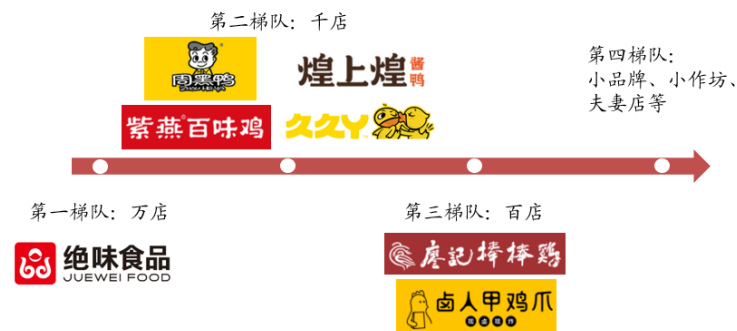 第二梯队：千店
周黑鸭
煌上煌
酱鸭
紫燕百味鸡
久久丫
第四梯队：
小品牌、小作坊、
夫妻店等
第一梯队：万店
绝味食品
JUEWEI FOOD
第三梯队：百店
廖記棒棒鷄
卤人甲鸡爪